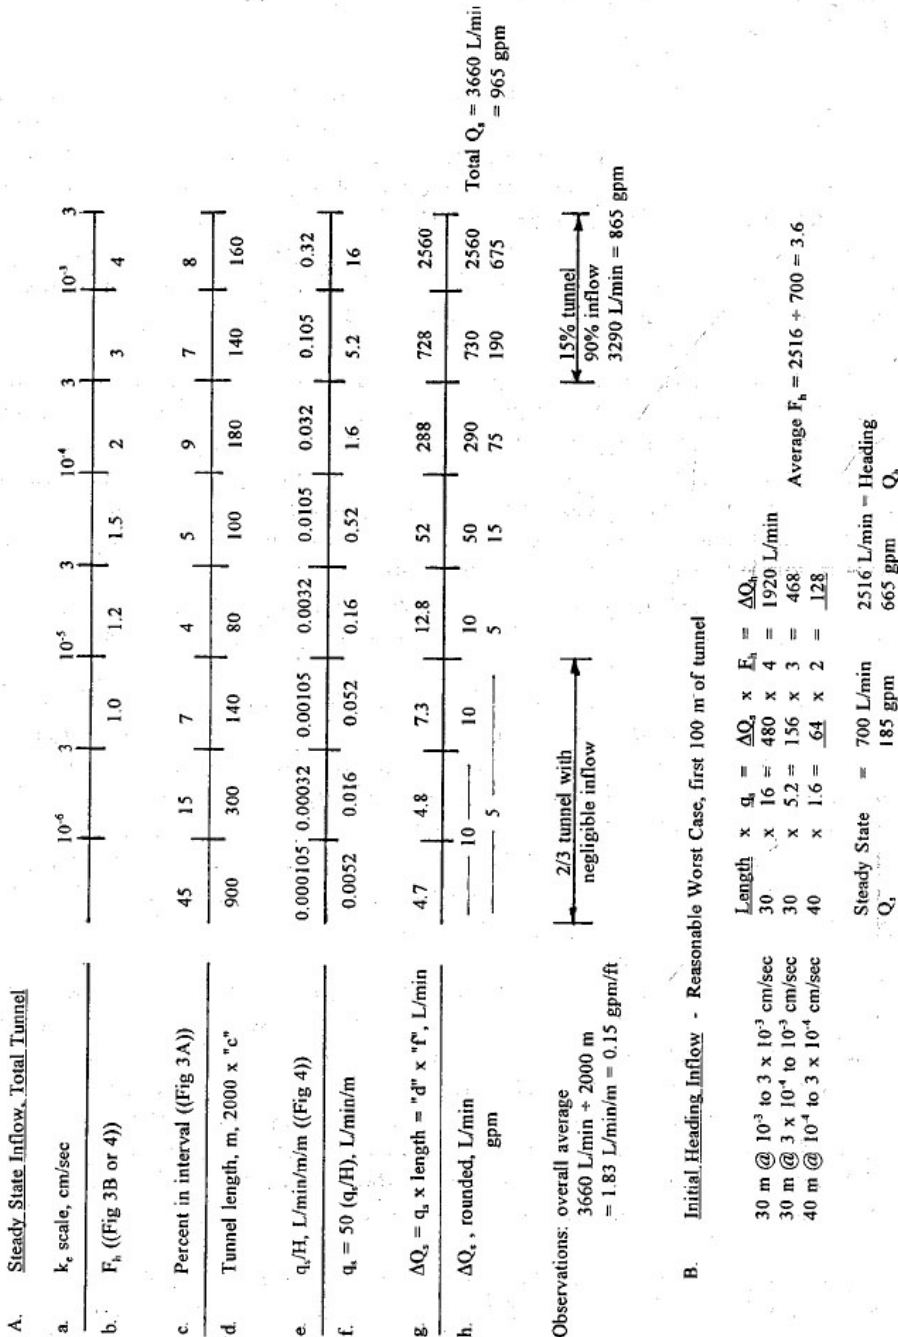 A. Steady State Inflow, Total Tunnel
a. kₑ scale, cm/sec 10⁻⁶ 3 10⁻⁵ 3 10⁻⁴ 3 10⁻³ 3
b. Fₕ ((Fig 3B or 4)) 1.0 1.2 1.5 2 3 4
c. Percent in interval ((Fig 3A)) 45 15 7 4 5 9 7 8
d. Tunnel length, m, 2000 x "c" 900 300 140 80 100 180 140 160
e. qₛ/H, L/min/m/m ((Fig 4)) 0.000105 0.00032 0.00105 0.0032 0.0105 0.032 0.105 0.32
f. qₛ = 50 (qₛ/H), L/min/m 0.0052 0.016 0.052 0.16 0.52 1.6 5.2 16
g. ΔQₛ = qₛ x length = "d" x "f", L/min 4.7 4.8 7.3 12.8 52 288 728 2560
h. ΔQₛ, rounded, L/min 10 10 10 50 290 730 2560 Total Qₛ = 3660 L/mi
gpm 5 5 15 75 190 675 = 965 gpm
2/3 tunnel with
negligible inflow
15% tunnel
90% inflow
3290 L/min = 865 gpm
Observations: overall average
3660 L/min ÷ 2000 m
= 1.83 L/min/m = 0.15 gpm/ft
B. Initial Heading Inflow - Reasonable Worst Case, first 100 m of tunnel
Length x qₛ = ΔQₛ x Fₕ = ΔQₕ
30 m @ 10⁻³ to 3 x 10⁻³ cm/sec 30 x 16 = 480 x 4 = 1920 L/min
30 m @ 3 x 10⁻⁴ to 10⁻³ cm/sec 30 x 5.2 = 156 x 3 = 468
40 m @ 10⁻⁴ to 3 x 10⁻⁴ cm/sec 40 x 1.6 = 64 x 2 = 128
Average Fₕ = 2516 ÷ 700 = 3.6
Steady State = 700 L/min 2516 L/min = Heading
Qₛ 185 gpm 665 gpm Qₕ